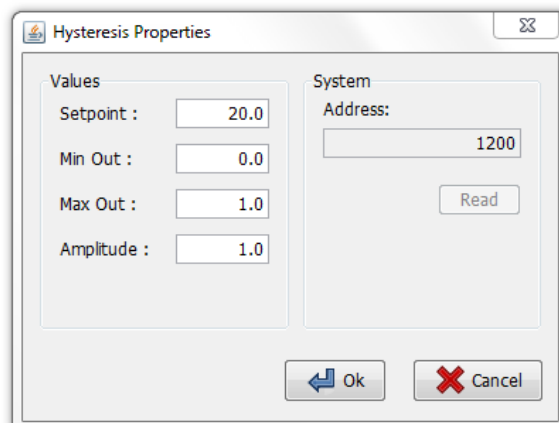 Hysteresis Properties
Values
Setpoint : 20.0
Min Out : 0.0
Max Out : 1.0
Amplitude : 1.0
System
Address:
1200
Read
Ok
Cancel